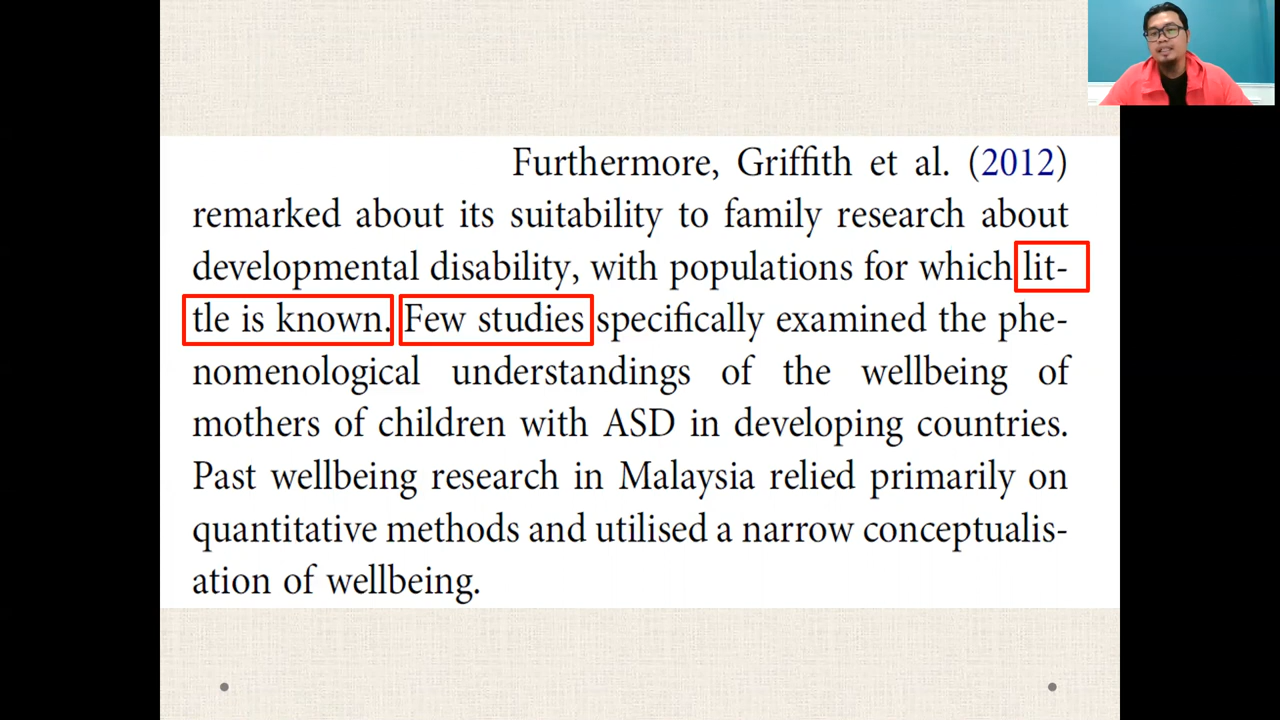 Furthermore, Griffith et al. (2012)
remarked about its suitability to family research about
developmental disability, with populations for which lit-
tle is known. Few studies specifically examined the phe-
nomenological understandings of the wellbeing of
mothers of children with ASD in developing countries.
Past wellbeing research in Malaysia relied primarily on
quantitative methods and utilised a narrow conceptualis-
ation of wellbeing.